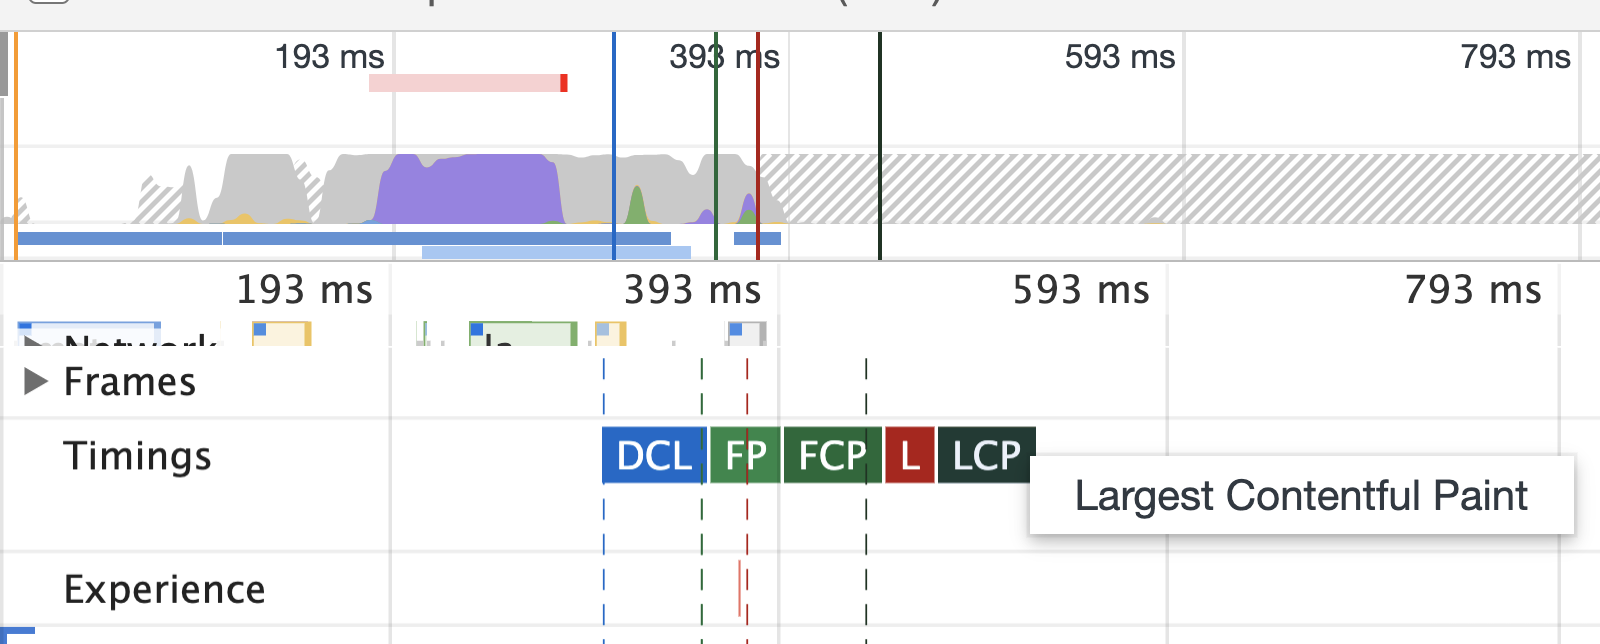 193 ms 393 ms 593 ms 793 ms
193 ms 393 ms 593 ms 793 ms
Network
Frames
Timings DCL FP FCP L LCP
Largest Contentful Paint
Experience